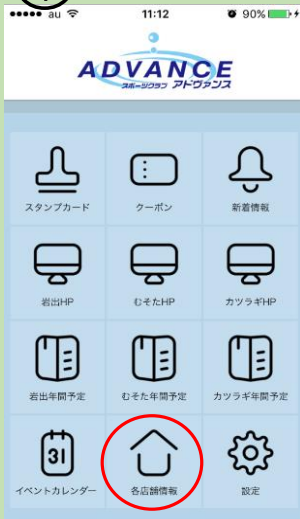 au 11:12 90%
ADVANCE
スポーツクラブ アドヴァンス
スタンプカード クーポン 新着情報
岩出HP むそたHP カツラギHP
岩出年間予定 むそた年間予定 カツラギ年間予定
31
イベントカレンダー 各店舗情報 設定